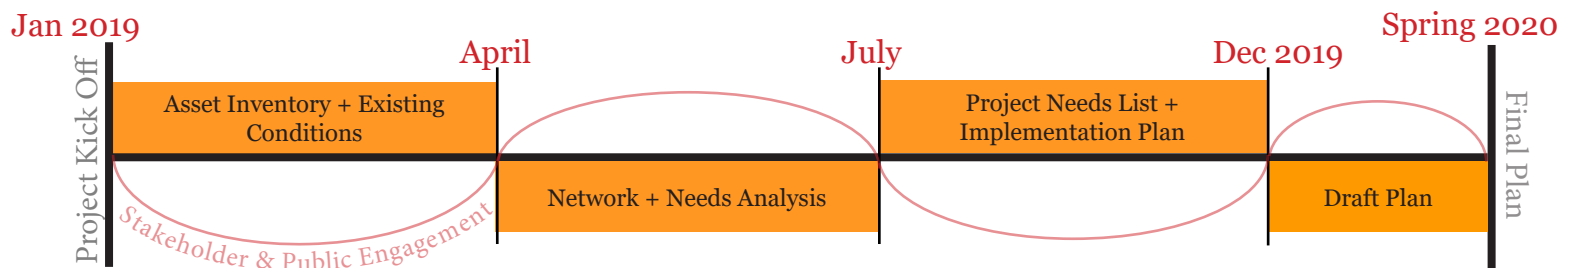 Jan 2019
April
July
Dec 2019
Spring 2020
Project Kick Off
Asset Inventory + Existing
Conditions
Network + Needs Analysis
Project Needs List +
Implementation Plan
Draft Plan
Final Plan
Stakeholder & Public Engagement